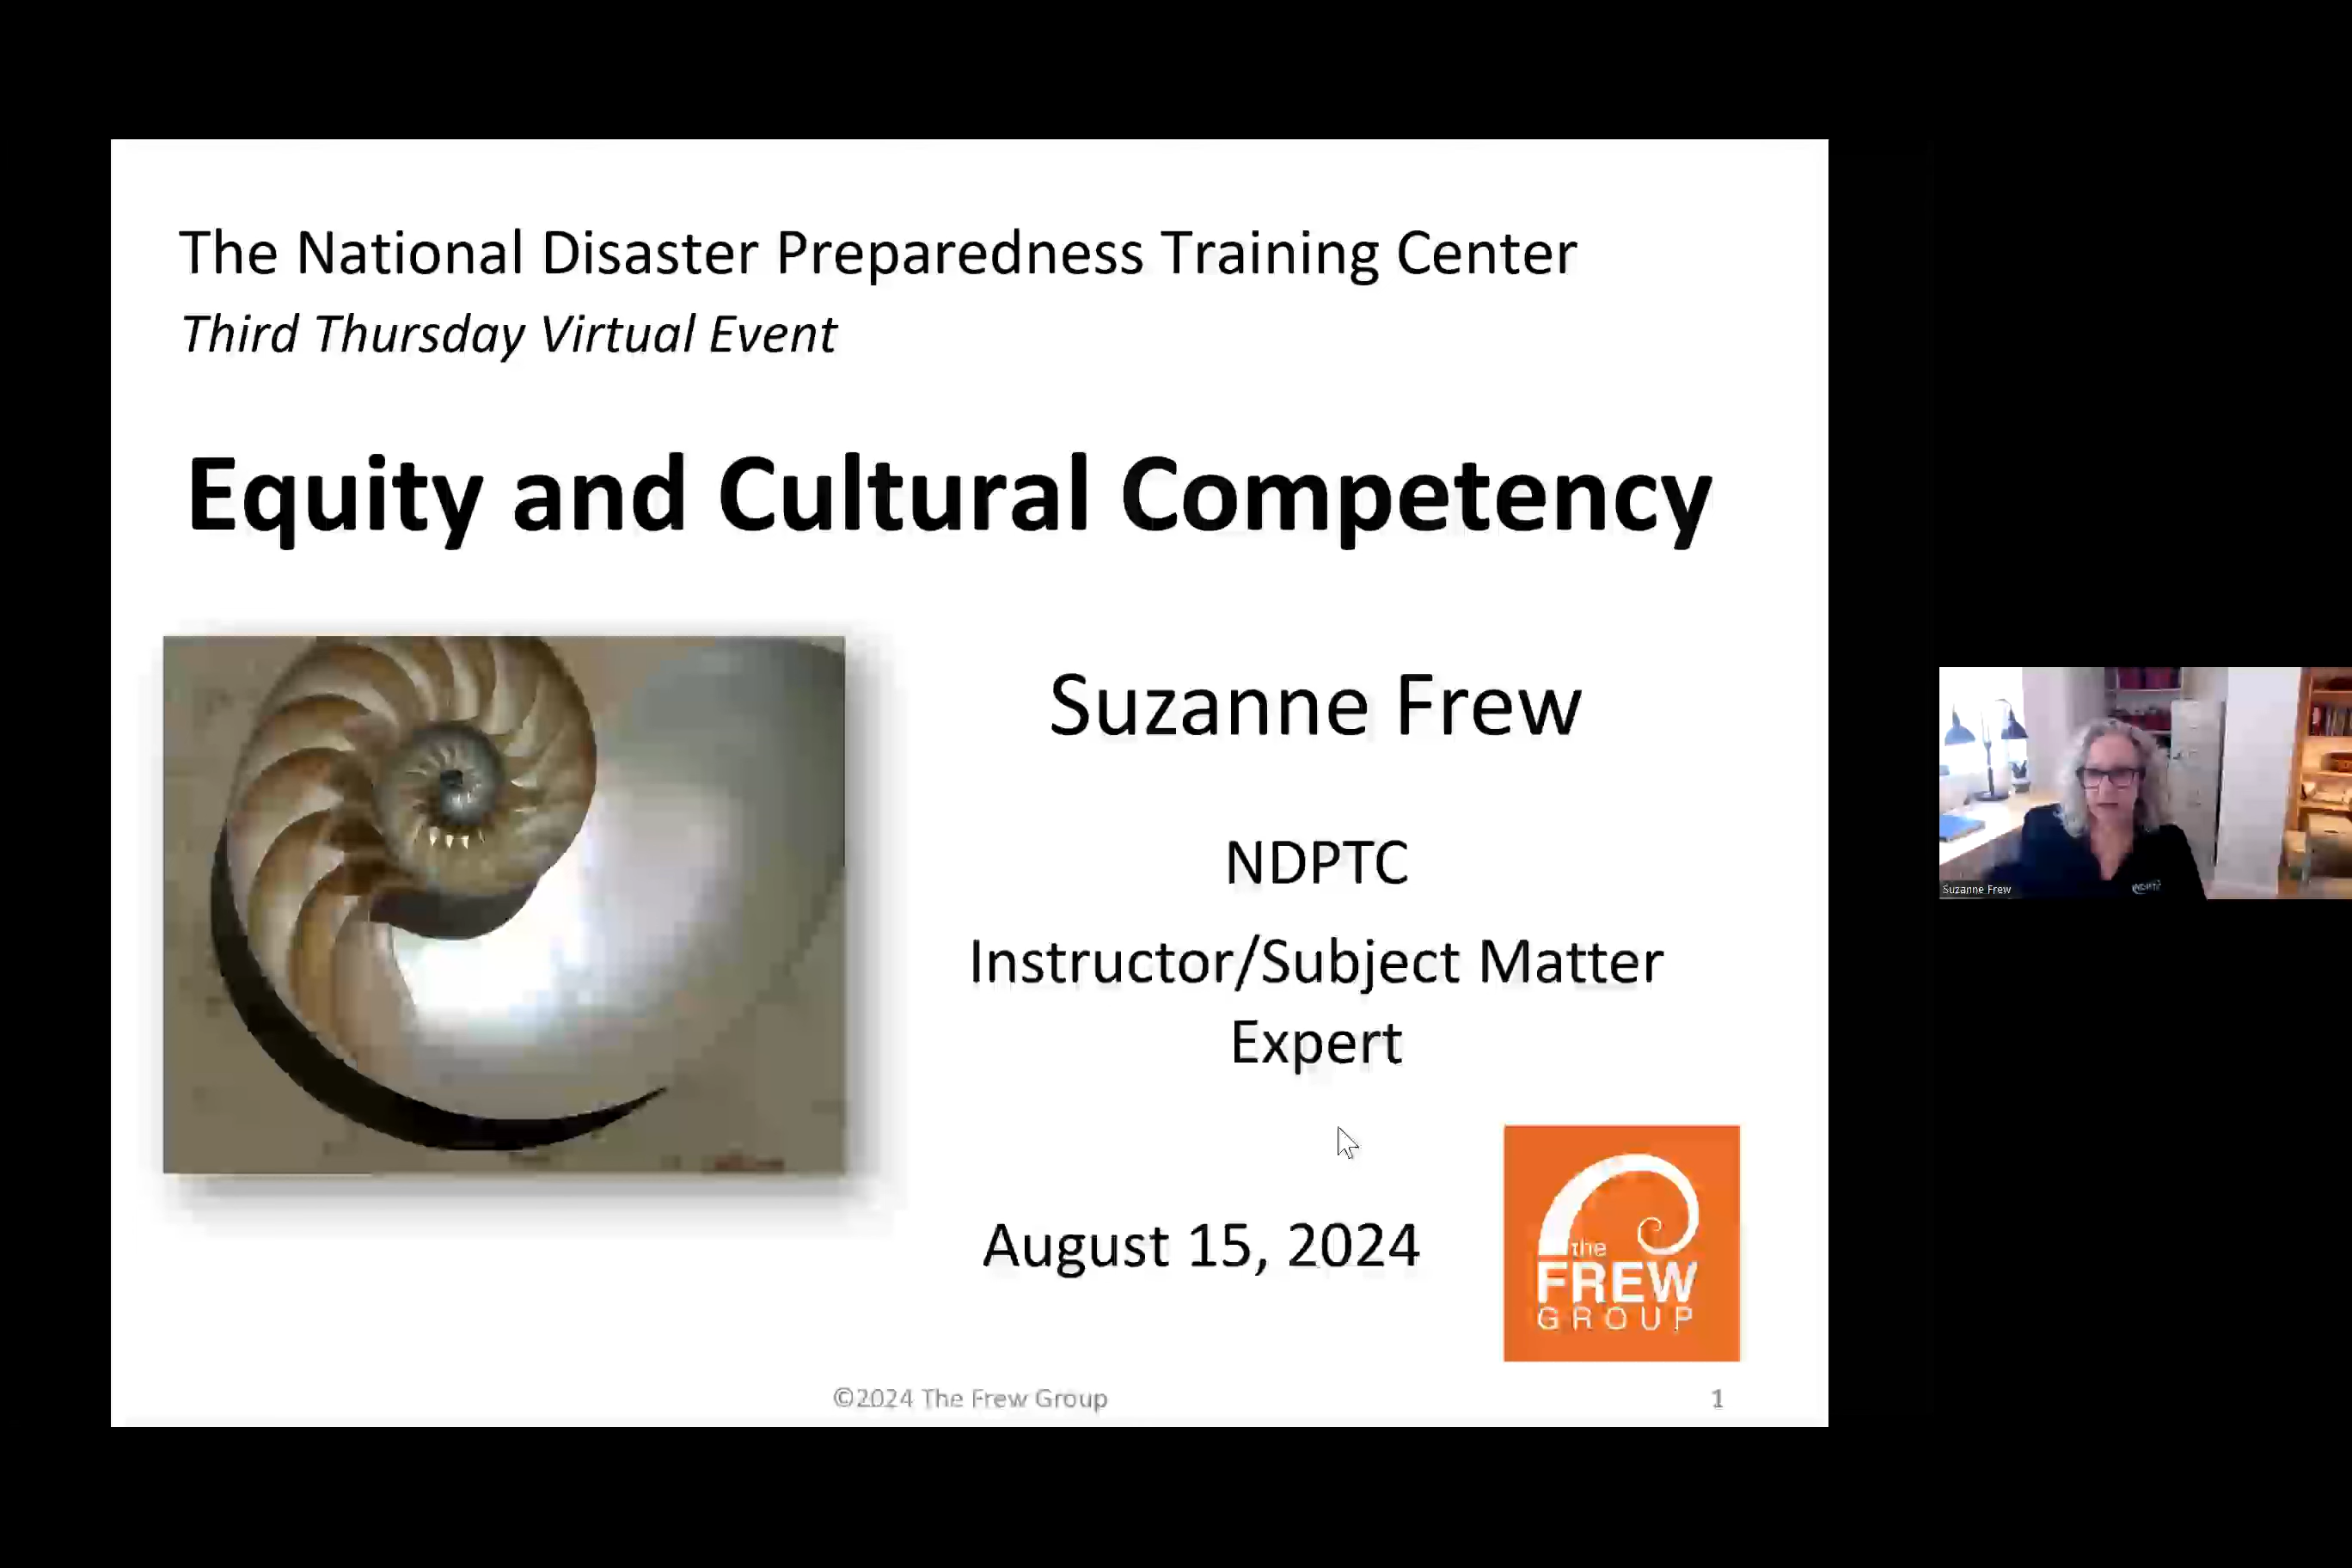 The National Disaster Preparedness Training Center
Third Thursday Virtual Event
Equity and Cultural Competency
Suzanne Frew
NDPTC
Instructor/Subject Matter
Expert
August 15, 2024
the
FREW
GROUP
©2024 The Frew Group
1
Suzanne Frew
NDPTC